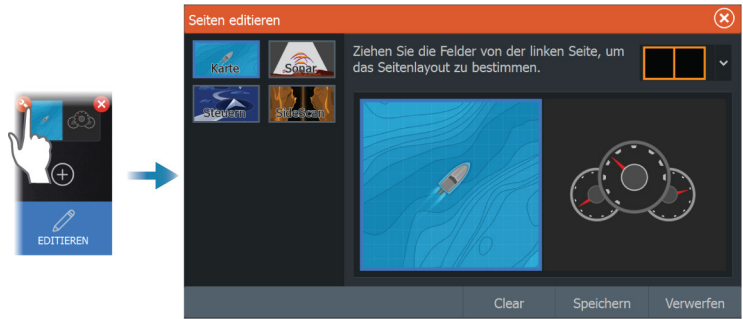 Seiten editieren
Karte
Sonar
Steuern
SideScan
Ziehen Sie die Felder von der linken Seite, um
das Seitenlayout zu bestimmen.
EDITIEREN
Clear
Speichern
Verwerfen